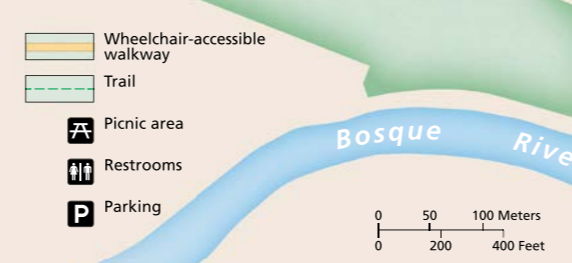 Wheelchair-accessible
walkway
Trail
Picnic area
Restrooms
P Parking
Bosque Rive
0 50 100 Meters
0 200 400 Feet